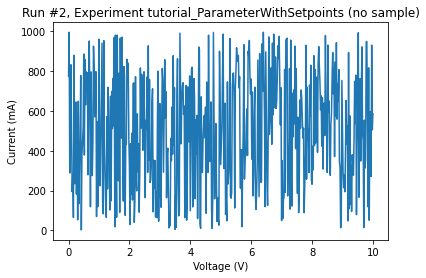 Run #2, Experiment tutorial_ParameterWithSetpoints (no sample)
1000
800
600
400
200
0
Current (mA)
0 2 4 6 8 10
Voltage (V)